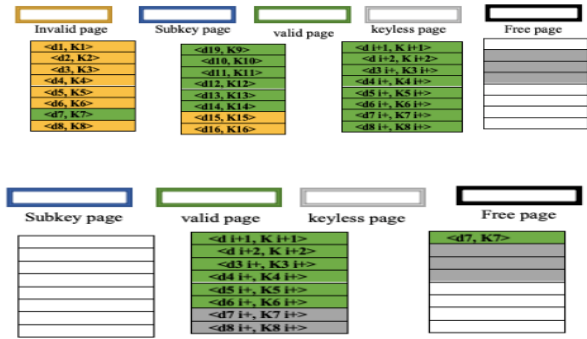 Invalid page Subkey page valid page keyless page Free page
<d1, K1> <d19, K9> <d i+1, K i+1>
<d2, K2> <d10, K10> <d i+2, K i+2>
<d3, K3> <d11, K11> <d3 i+, K3 i+>
<d4, K4> <d12, K12> <d4 i+, K4 i+>
<d5, K5> <d13, K13> <d5 i+, K5 i+>
<d6, K6> <d14, K14> <d6 i+, K6 i+>
<d7, K7> <d15, K15> <d7 i+, K7 i+>
<d8, K8> <d16, K16> <d8 i+, K8 i+>
Subkey page valid page keyless page Free page
<d i+1, K i+1> <d7, K7>
<d i+2, K i+2>
<d3 i+, K3 i+>
<d4 i+, K4 i+>
<d5 i+, K5 i+>
<d6 i+, K6 i+>
<d7 i+, K7 i+>
<d8 i+, K8 i+>